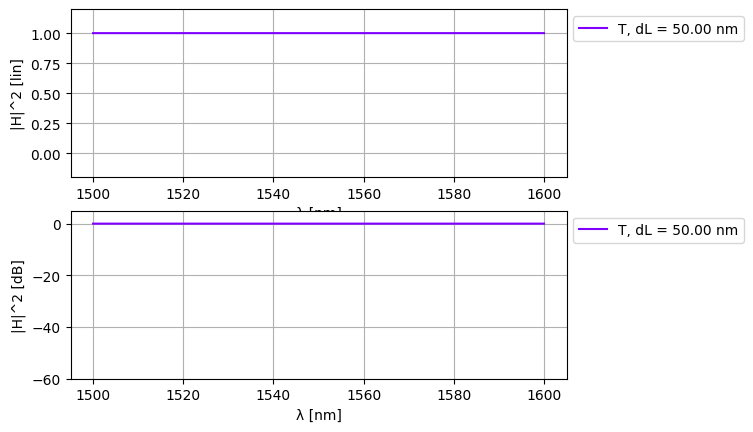 |H|^2 [lin]
1.00
0.75
0.50
0.25
0.00
1500 1520 1540 1560 1580 1600
λ [nm]
T, dL = 50.00 nm
|H|^2 [dB]
0
−20
−40
−60
1500 1520 1540 1560 1580 1600
λ [nm]
T, dL = 50.00 nm